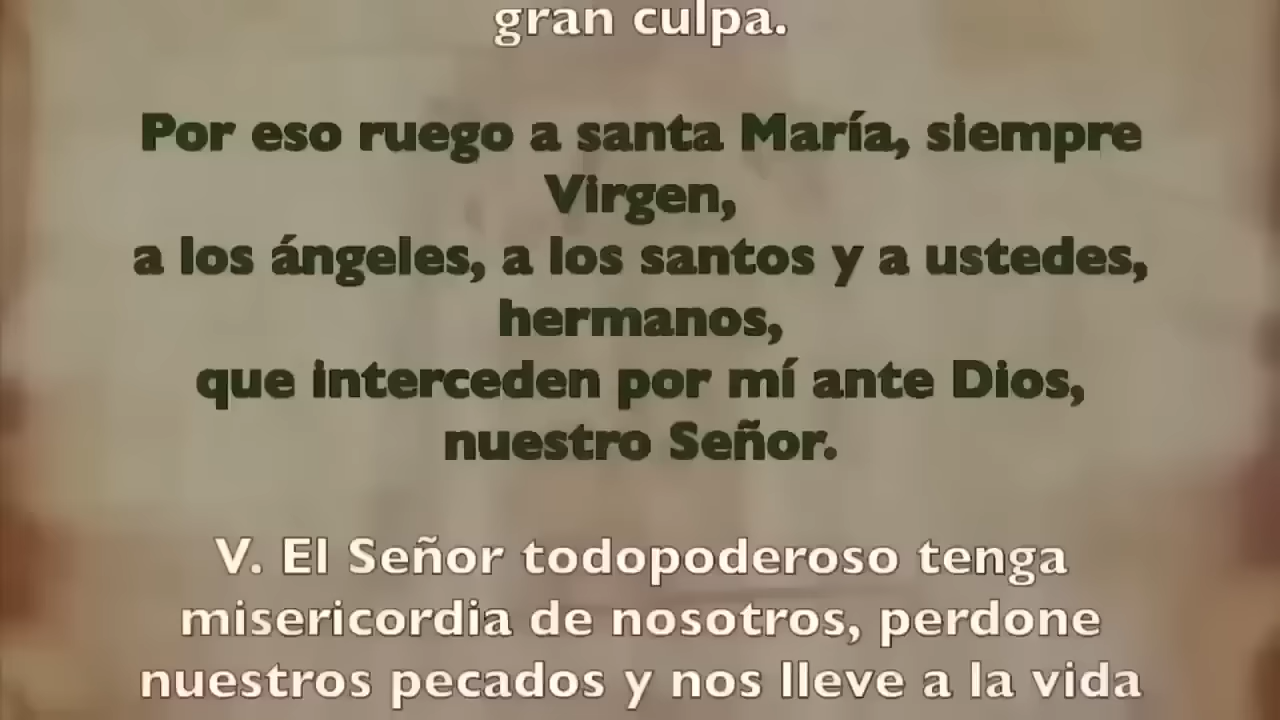 gran culpa.
Por eso ruego a santa María, siempre
Virgen,
a los ángeles, a los santos y a ustedes,
hermanos,
que interceden por mí ante Dios,
nuestro Señor.
V. El Señor todopoderoso tenga
misericordia de nosotros, perdone
nuestros pecados y nos lleve a la vida